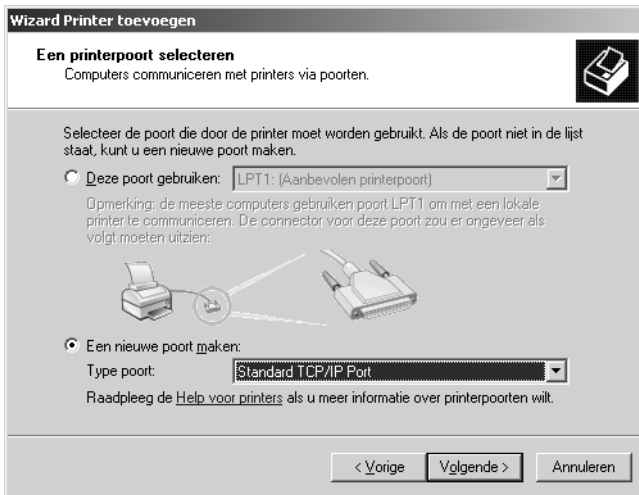 Wizard Printer toevoegen
Een printerpoort selecteren
Computers communiceren met printers via poorten.
Selecteer de poort die door de printer moet worden gebruikt. Als de poort niet in de lijst
staat, kunt u een nieuwe poort maken.
Deze poort gebruiken: LPT1: (Aanbevolen printerpoort)
Opmerking: de meeste computers gebruiken poort LPT1 om met een lokale
printer te communiceren. De connector voor deze poort zou er ongeveer als
volgt moeten uitzien:
Een nieuwe poort maken:
Type poort: Standard TCP/IP Port
Raadpleeg de Help voor printers als u meer informatie over printerpoorten wilt.
< Vorige Volgende > Annuleren